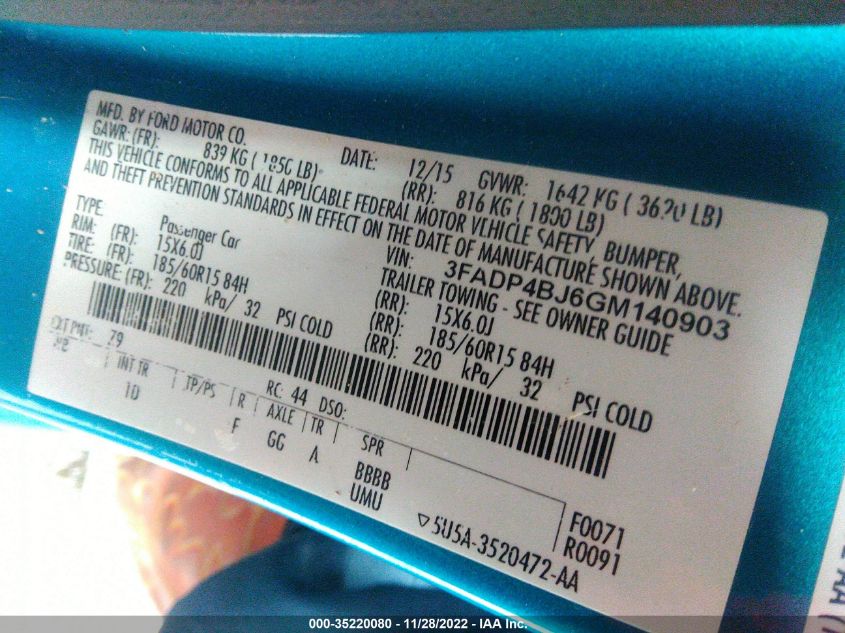 MFD. BY FORD MOTOR CO.
DATE: 12/15 GVWR: 1642 KG ( 3620 LB)
GAWR: (FR): 839 KG ( 1850 LB) (RR): 816 KG ( 1800 LB)
THIS VEHICLE CONFORMS TO ALL APPLICABLE FEDERAL MOTOR VEHICLE SAFETY, BUMPER,
AND THEFT PREVENTION STANDARDS IN EFFECT ON THE DATE OF MANUFACTURE SHOWN ABOVE.
VIN: 3FADP4BJ6GM140903
TYPE: Passenger Car TRAILER TOWING - SEE OWNER GUIDE
RIM: (FR): 15X6.0J (RR): 15X6.0J
TIRE: (FR): 185/60R15 84H (RR): 185/60R15 84H
PRESSURE: (FR): 220 kPa/ 32 PSI COLD (RR): 220 kPa/ 32 PSI COLD
EXT PNT: 79 RC: 44 DSO:
INT TR TP/PS R AXLE TR SPR
F GG A BBBB
UMU
F0071
R0091
▽5U5A-3520472-AA
000-35220080 - 11/28/2022 - IAA Inc.